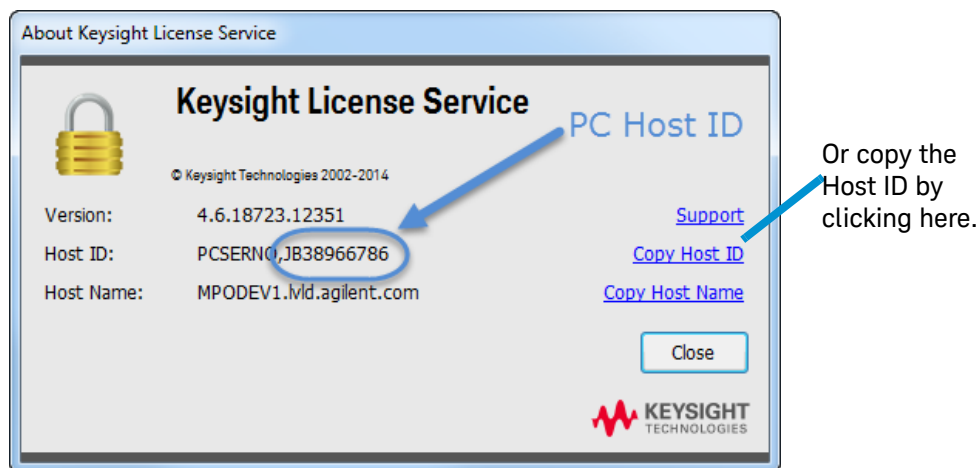 About Keysight License Service
Keysight License Service
PC Host ID
© Keysight Technologies 2002-2014
Version: 4.6.18723.12351 Support
Host ID: PCSERNO,JB38966786 Copy Host ID
Host Name: MPODEV1.lvld.agilent.com Copy Host Name
Close
KEYSIGHT
TECHNOLOGIES
Or copy the
Host ID by
clicking here.